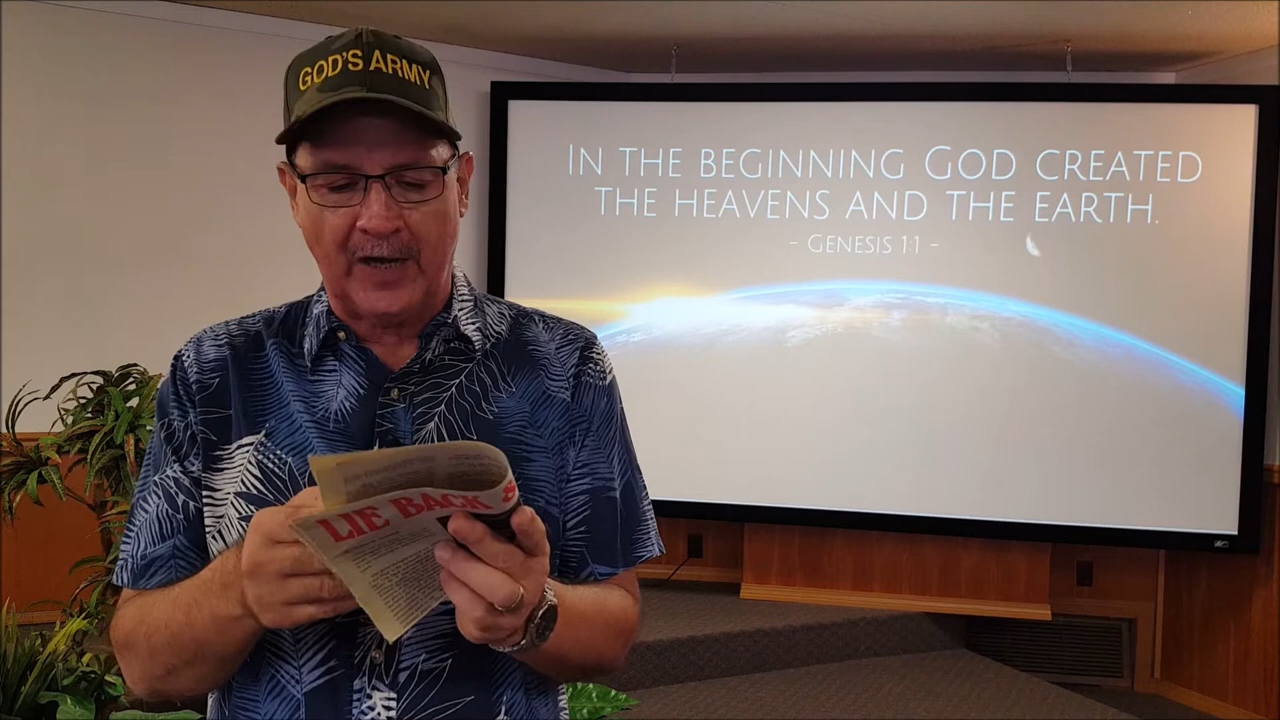 GOD'S ARMY
IN THE BEGINNING GOD CREATED
THE HEAVENS AND THE EARTH.
- GENESIS 1:1 -
LIE BACK &